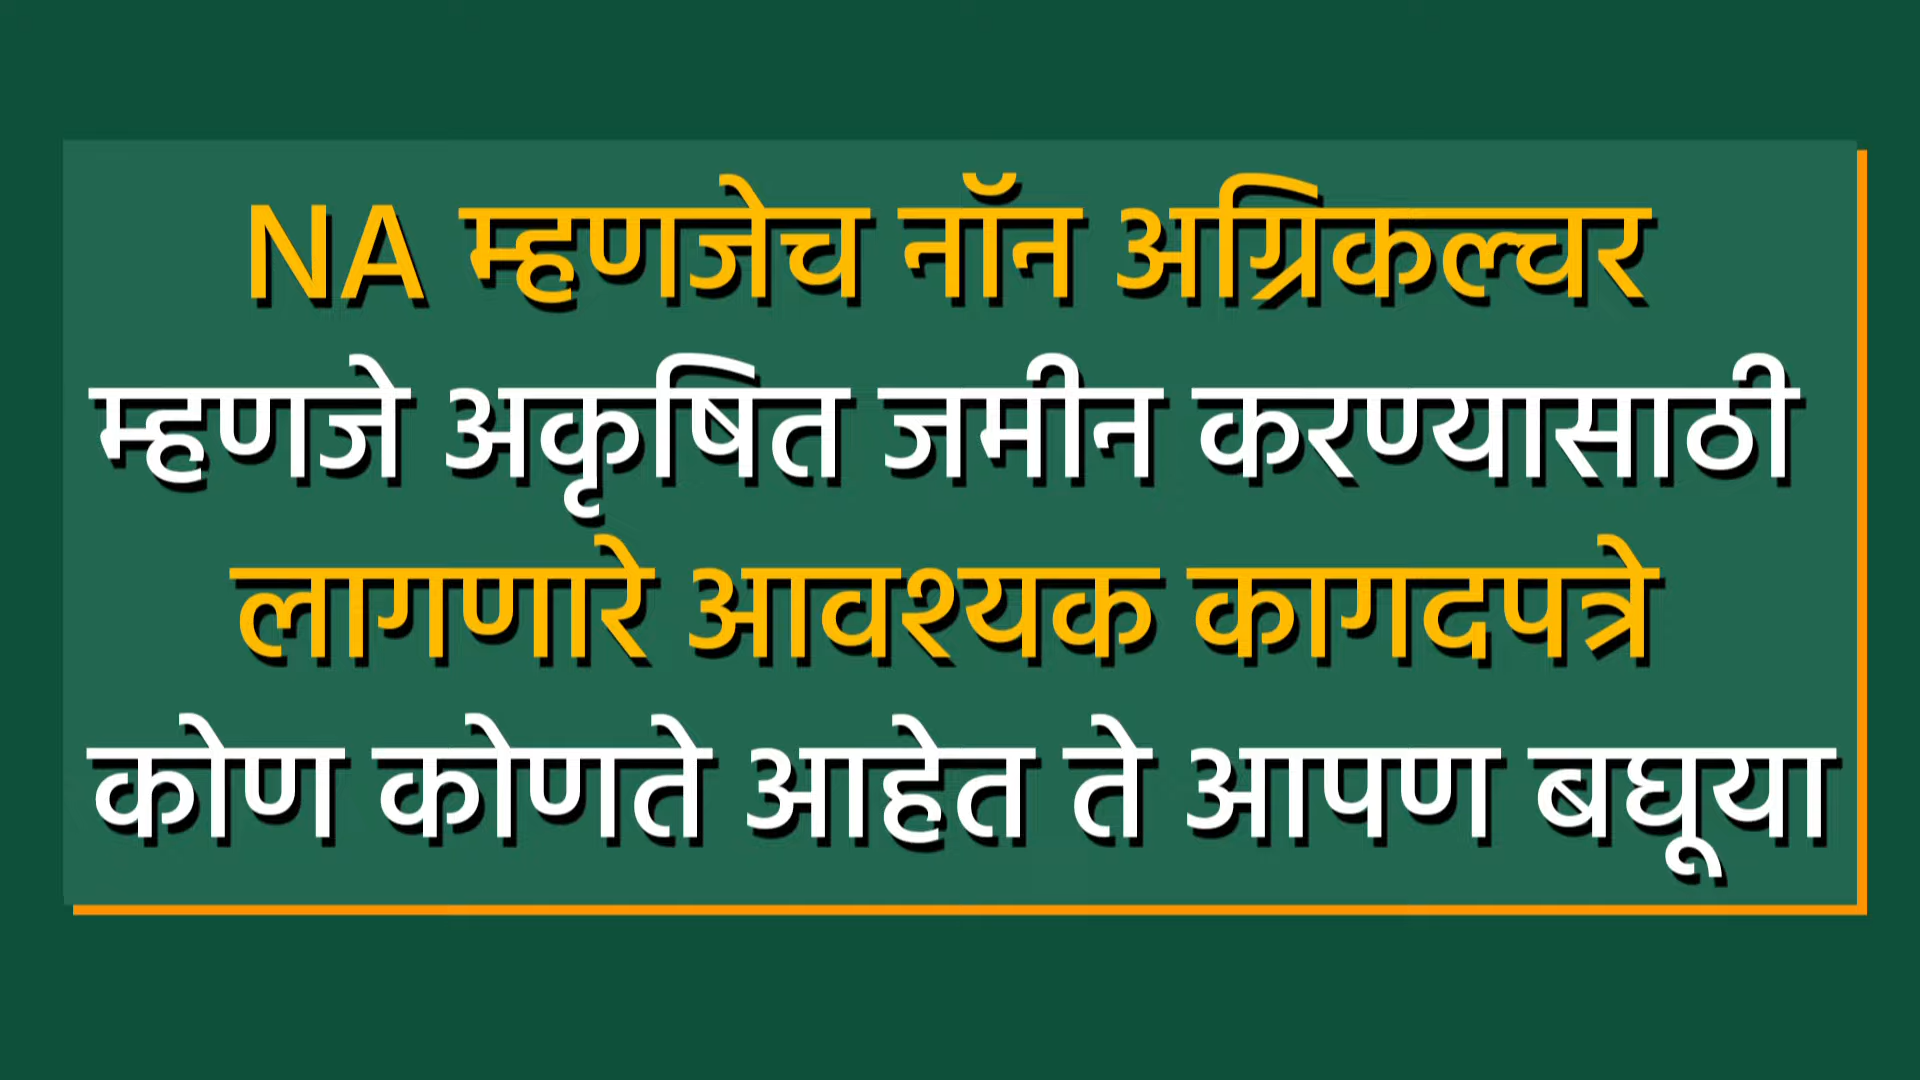 NA म्हणजेच नॉन अग्रिकल्चर
म्हणजे अकृषित जमीन करण्यासाठी
लागणारे आवश्यक कागदपत्रे
कोण कोणते आहेत ते आपण बघूया